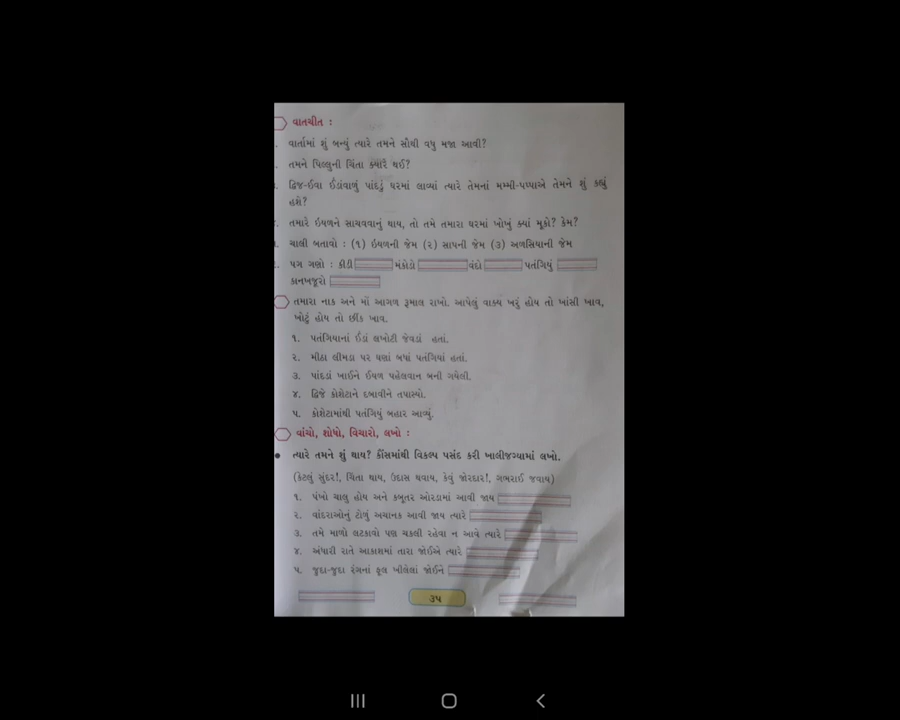 વાતચીત :
વાર્તામાં શું બન્યું ત્યારે તમને સૌથી વધુ મજા આવી?
તમને પિલ્લુની ચિંતા ક્યારે થઈ?
દ્વિજ-ઈવા ઈંડાંવાળું પાંદડું ઘરમાં લાવ્યાં ત્યારે તેમનાં મમ્મી-પપ્પાએ તેમને શું કહ્યું
હશે?
તમારે ઇયળને સાચવવાનું થાય, તો તમે તમારા ઘરમાં ખોખું ક્યાં મૂકો? કેમ?
ચાલી બતાવો : (૧) ઇયળની જેમ (૨) સાપની જેમ (૩) અળસિયાની જેમ
પગ ગણો : કીડી મંકોડો વંદો પતંગિયું
કાનખજૂરો
તમારા નાક અને મોં આગળ રૂમાલ રાખો. આપેલું વાક્ય ખરું હોય તો ખાંસી ખાવ,
ખોટું હોય તો છીંક ખાવ.
૧. પતંગિયાનાં ઈંડાં લખોટી જેવડાં હતાં.
૨. મીઠા લીમડા પર ઘણાં બધાં પતંગિયાં હતાં.
૩. પાંદડાં ખાઈને ઇયળ પહેલવાન બની ગયેલી.
૪. દ્વિજે કોશેટાને દબાવીને તપાસ્યો.
૫. કોશેટામાંથી પતંગિયું બહાર આવ્યું.
વાંચો, શોધો, વિચારો, લખો :
• ત્યારે તમને શું થાય? કૌંસમાંથી વિકલ્પ પસંદ કરી ખાલીજગ્યામાં લખો.
(કેટલું સુંદર!, ચિંતા થાય, ઉદાસ થવાય, કેવું જોરદાર!, ગભરાઈ જવાય)
૧. પંખો ચાલુ હોય અને કબૂતર ઓરડામાં આવી જાય
૨. વાંદરાઓનું ટોળું અચાનક આવી જાય ત્યારે
૩. તમે માળો લટકાવો પણ ચકલી રહેવા ન આવે ત્યારે
૪. અંધારી રાતે આકાશમાં તારા જોઈએ ત્યારે
૫. જુદા-જુદા રંગનાં ફૂલ ખીલેલાં જોઈને
૩૫